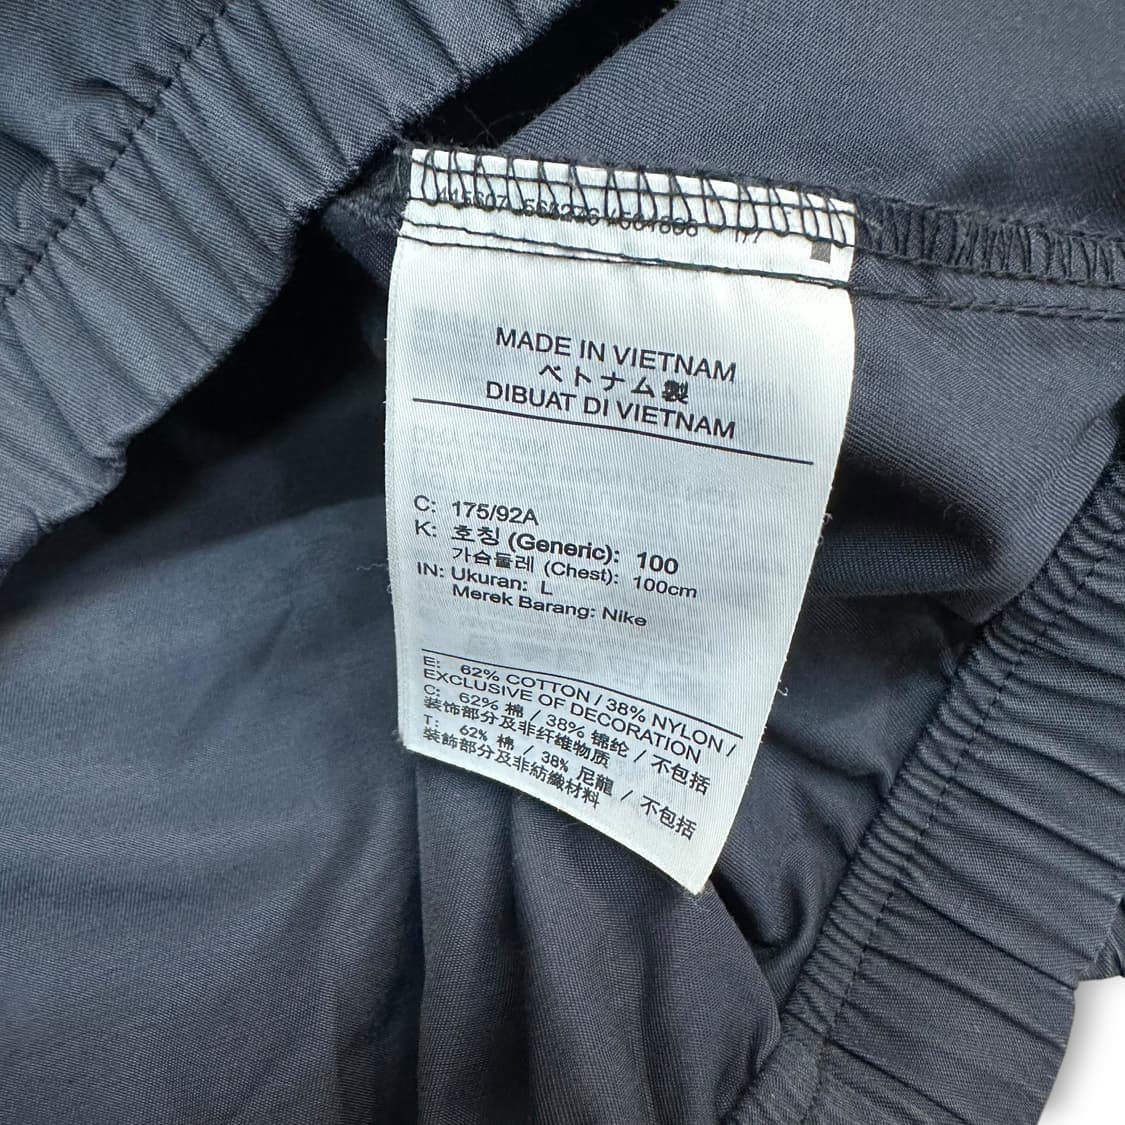 MADE IN VIETNAM
ベトナム製
DIBUAT DI VIETNAM
C: 175/92A
K: 호칭 (Generic): 100
가슴둘레 (Chest): 100cm
IN: Ukuran: L
Merek Barang: Nike
E: 62% COTTON / 38% NYLON /
EXCLUSIVE OF DECORATION
C: 62% 棉 / 38% 锦纶 / 不包括
装饰部分及非纤维物质
T: 62% 棉 / 38% 尼龍 / 不包括
裝飾部分及非紡織材料